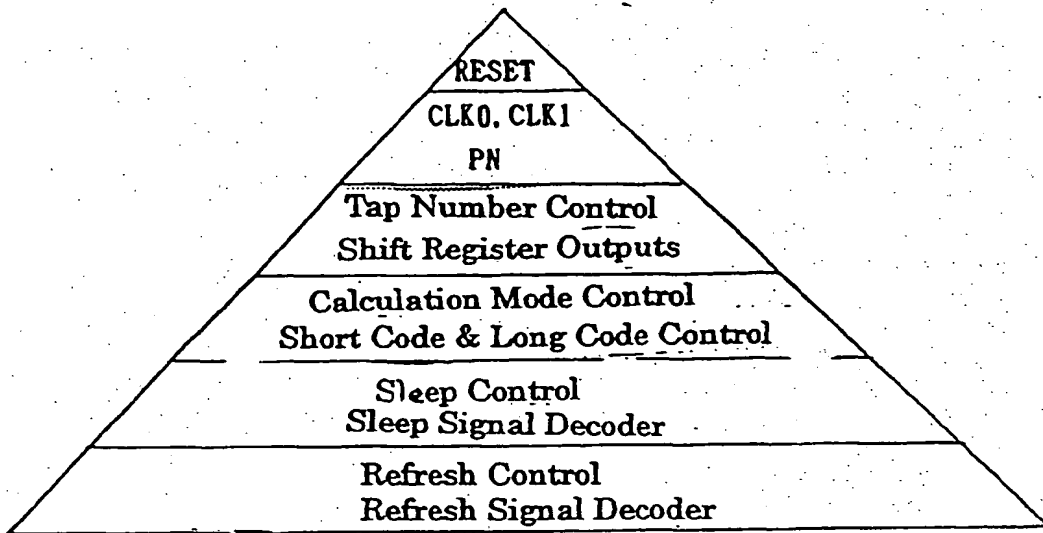 RESET
CLK0, CLK1
PN
Tap Number Control
Shift Register Outputs
Calculation Mode Control
Short Code & Long Code Control
Sleep Control
Sleep Signal Decoder
Refresh Control
Refresh Signal Decoder